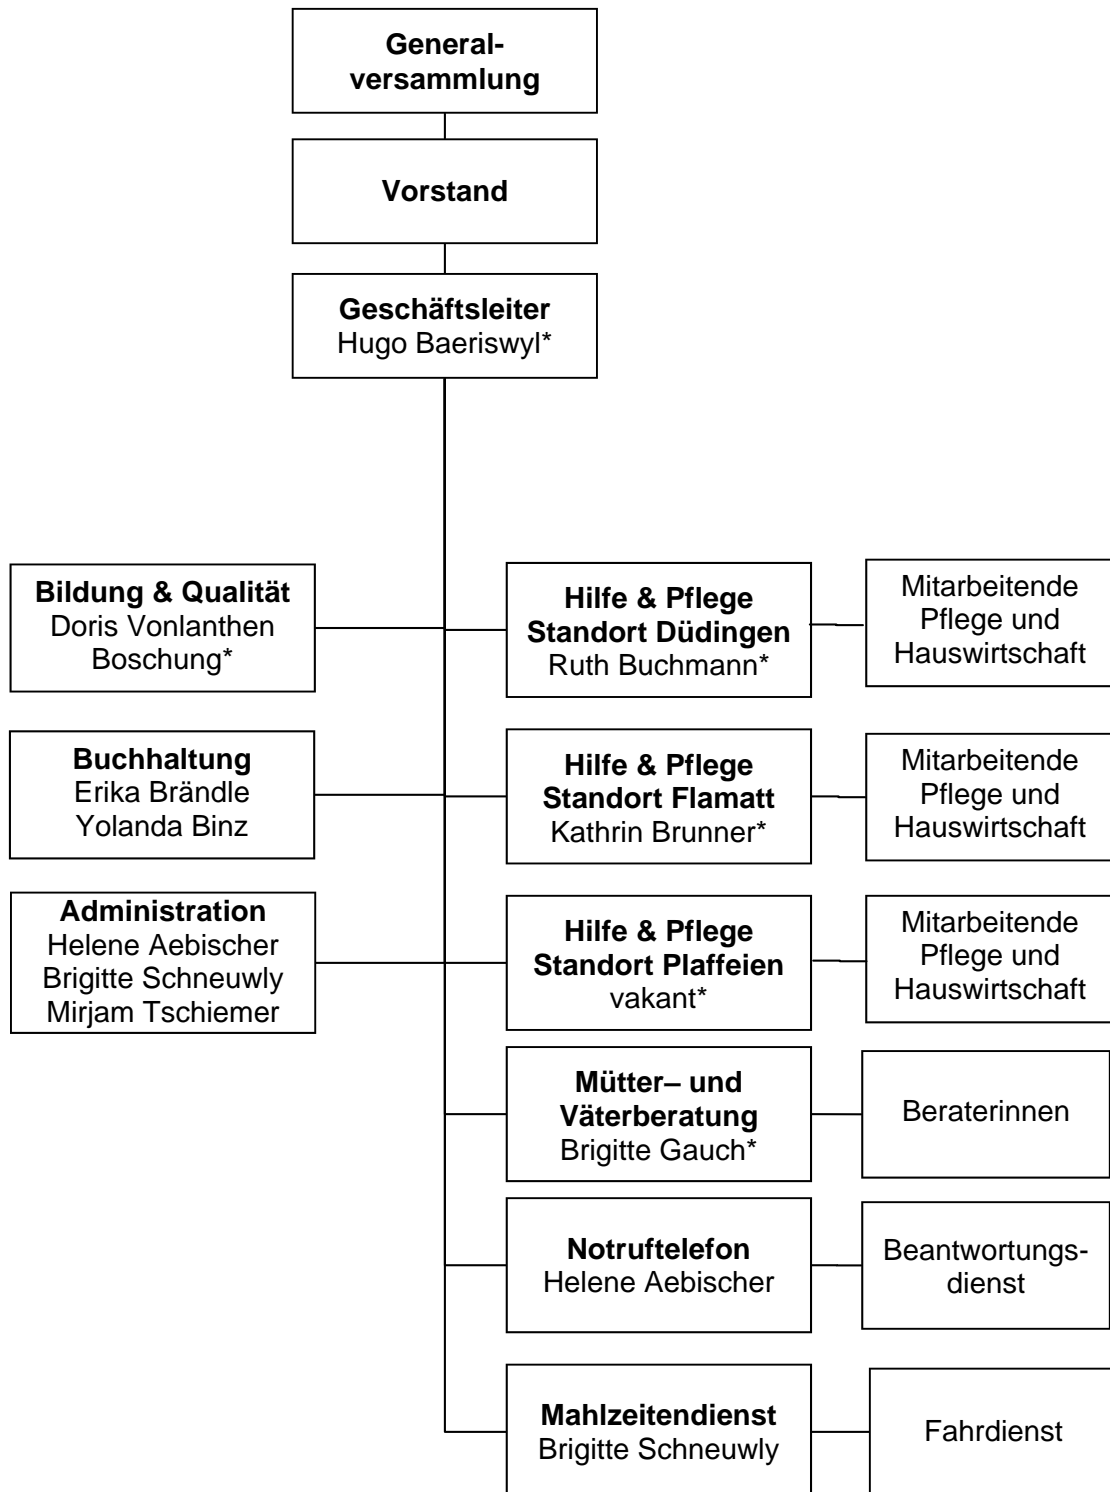 General-
versammlung
Vorstand
Geschäftsleiter
Hugo Baeriswyl*
Bildung & Qualität
Doris Vonlanthen
Boschung*
Buchhaltung
Erika Brändle
Yolanda Binz
Administration
Helene Aebischer
Brigitte Schneuwly
Mirjam Tschiemer
Hilfe & Pflege
Standort Düdingen
Ruth Buchmann*
Mitarbeitende
Pflege und
Hauswirtschaft
Hilfe & Pflege
Standort Flamatt
Kathrin Brunner*
Mitarbeitende
Pflege und
Hauswirtschaft
Hilfe & Pflege
Standort Plaffeien
vakant*
Mitarbeitende
Pflege und
Hauswirtschaft
Mütter– und
Väterberatung
Brigitte Gauch*
Beraterinnen
Notruftelefon
Helene Aebischer
Beantwortungs-
dienst
Mahlzeitendienst
Brigitte Schneuwly
Fahrdienst